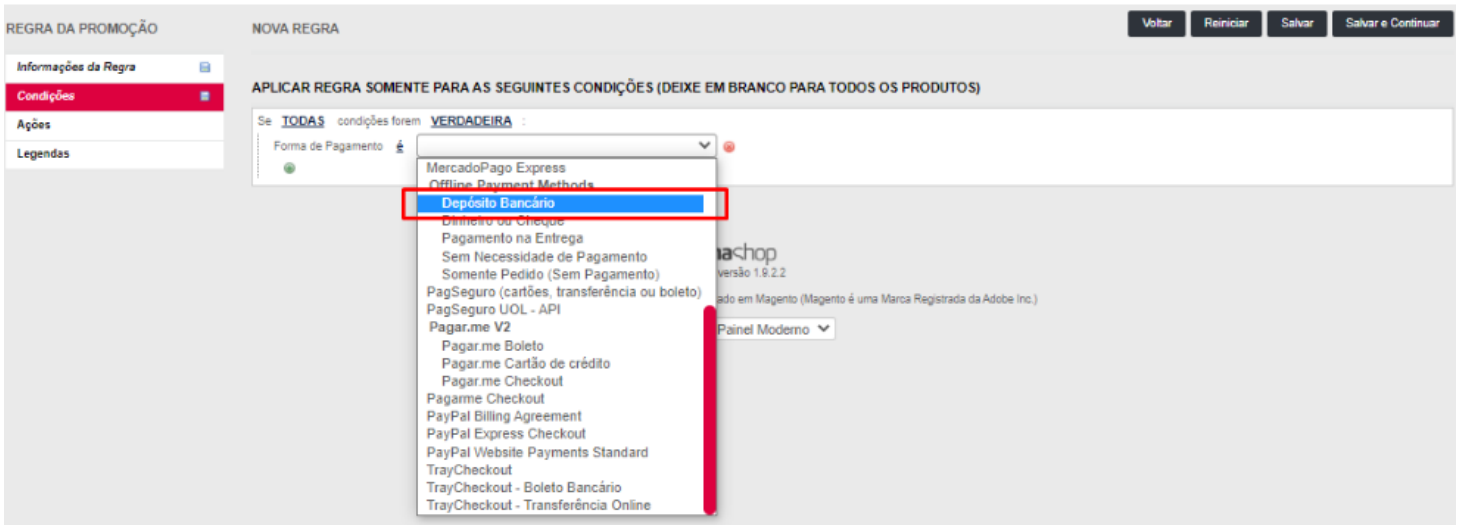 REGRA DA PROMOÇÃO
NOVA REGRA
Voltar Reiniciar Salvar Salvar e Continuar
Informações da Regra
Condições
Ações
Legendas
APLICAR REGRA SOMENTE PARA AS SEGUINTES CONDIÇÕES (DEIXE EM BRANCO PARA TODOS OS PRODUTOS)
Se TODAS condições forem VERDADEIRA :
Forma de Pagamento é
MercadoPago Express
Offline Payment Methods
Depósito Bancário
Dinheiro ou Cheque
Pagamento na Entrega
Sem Necessidade de Pagamento
Somente Pedido (Sem Pagamento)
PagSeguro (cartões, transferência ou boleto)
PagSeguro UOL - API
Pagar.me V2
Pagar.me Boleto
Pagar.me Cartão de crédito
Pagar.me Checkout
Pagarme Checkout
PayPal Billing Agreement
PayPal Express Checkout
PayPal Website Payments Standard
TrayCheckout
TrayCheckout - Boleto Bancário
TrayCheckout - Transferência Online
versão 1.9.2.2
ado em Magento (Magento é uma Marca Registrada da Adobe Inc.)
Painel Moderno